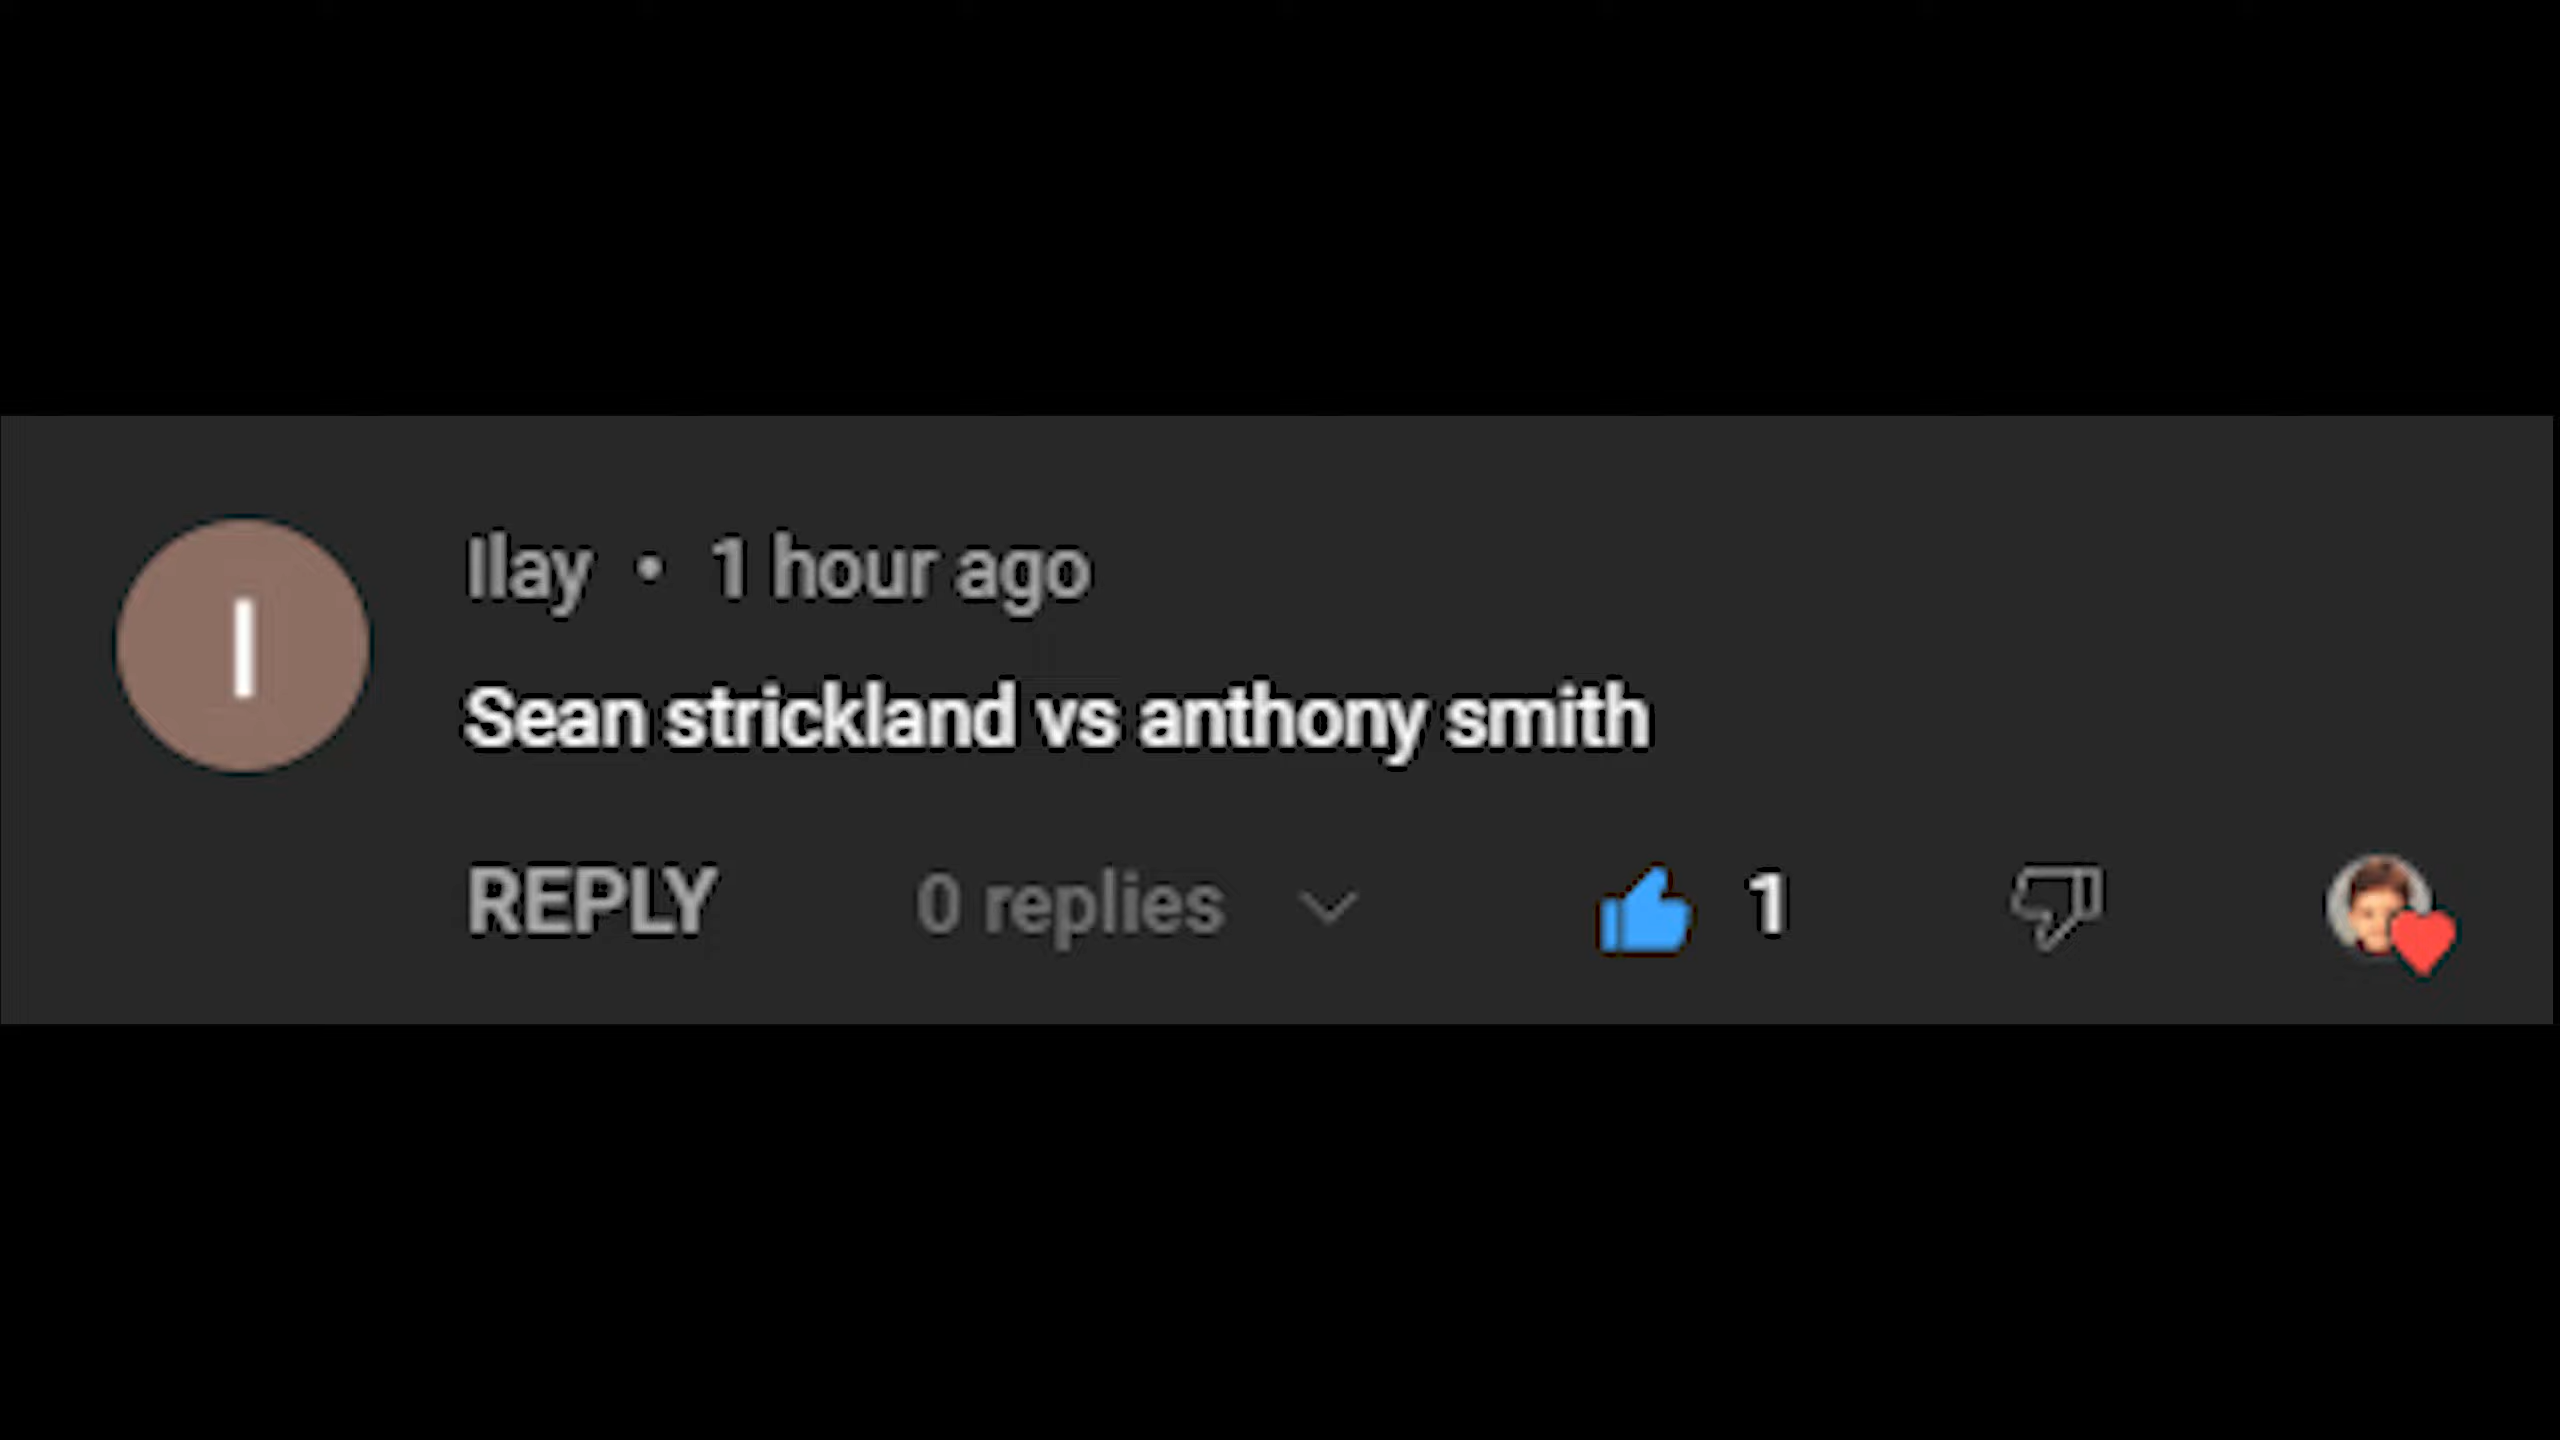 I
Ilay • 1 hour ago
Sean strickland vs anthony smith
REPLY 0 replies 1